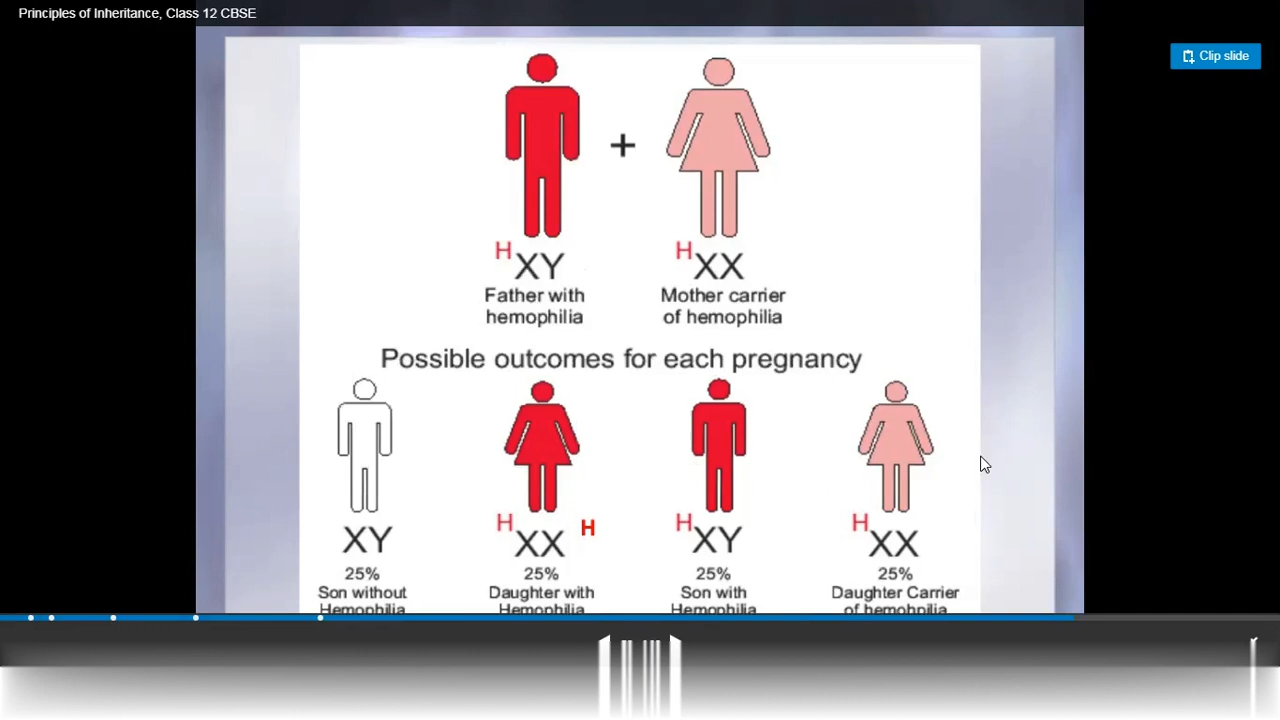 Principles of Inheritance, Class 12 CBSE
Clip slide
+
H XY
H XX
Father with
hemophilia
Mother carrier
of hemophilia
Possible outcomes for each pregnancy
XY
H XX H
H XY
H XX
25%
Son without
Hemophilia
25%
Daughter with
Hemophilia
25%
Son with
Hemophilia
25%
Daughter Carrier
of hemohpilia